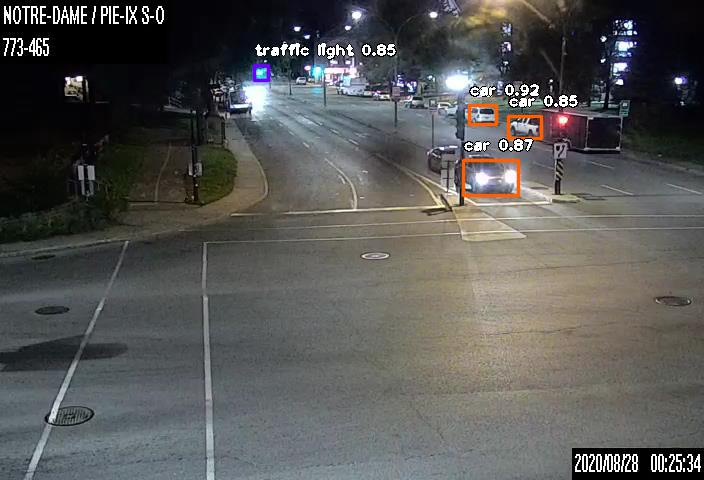 NOTRE-DAME / PIE-IX S-O
773-465
traffic light 0.85
car 0.92
car 0.85
car 0.87
2020/08/28 00:25:34